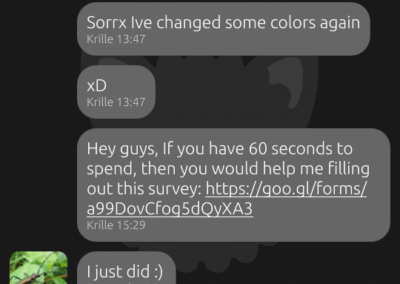 Sorrx Ive changed some colors again
Krille 13:47
xD
Krille 13:47
Hey guys, If you have 60 seconds to
spend, then you would help me filling
out this survey: https://goo.gl/forms/
a99DovCfog5dQyXA3
Krille 15:29
I just did :)